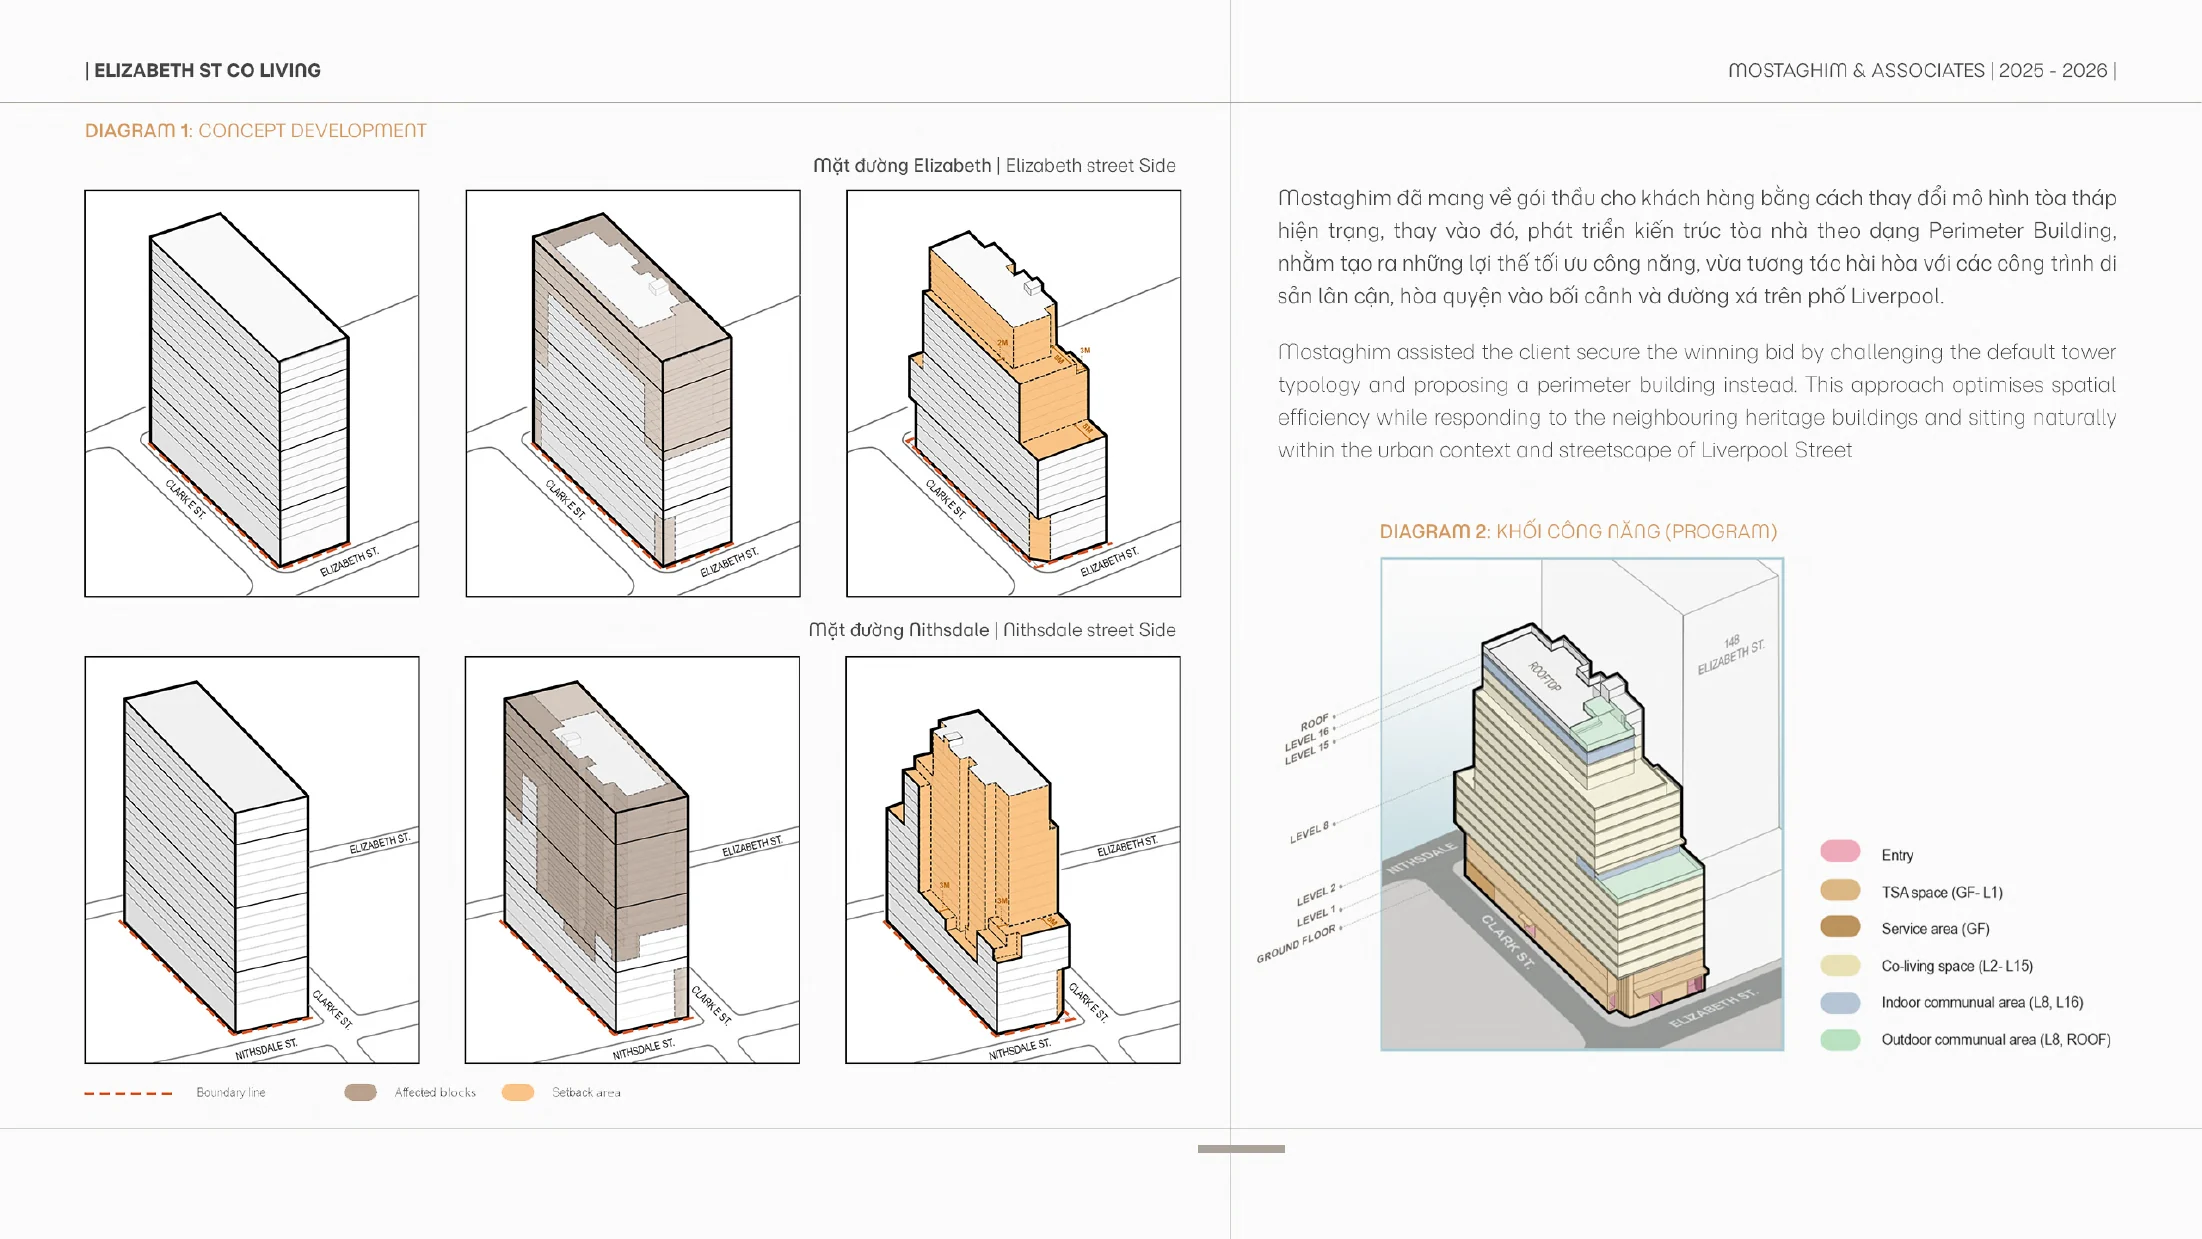 | ELIZABETH ST CO LIVING
MOSTAGHIM & ASSOCIATES | 2025 - 2026 |
DIAGRAM 1: CONCEPT DEVELOPMENT
Mặt đường Elizabeth | Elizabeth street Side
CLARKE ST.
ELIZABETH ST.
CLARKE ST.
ELIZABETH ST.
2M
3M
3M
3M
CLARKE ST.
ELIZABETH ST.
Mặt đường Nithsdale | Nithsdale street Side
ELIZABETH ST.
CLARKE ST.
NITHSDALE ST.
ELIZABETH ST.
CLARKE ST.
NITHSDALE ST.
3M
3M
ELIZABETH ST.
CLARKE ST.
NITHSDALE ST.
Boundary line
Affected blocks
Setback area
Mostaghim đã mang về gói thầu cho khách hàng bằng cách thay đổi mô hình tòa tháp
hiện trạng, thay vào đó, phát triển kiến trúc tòa nhà theo dạng Perimeter Building,
nhằm tạo ra những lợi thế tối ưu công năng, vừa tương tác hài hòa với các công trình di
sản lân cận, hòa quyện vào bối cảnh và đường xá trên phố Liverpool.
Mostaghim assisted the client secure the winning bid by challenging the default tower
typology and proposing a perimeter building instead. This approach optimises spatial
efficiency while responding to the neighbouring heritage buildings and sitting naturally
within the urban context and streetscape of Liverpool Street
DIAGRAM 2: KHỐI CÔNG NĂNG (PROGRAM)
148
ELIZABETH ST.
ROOFTOP
ROOF
LEVEL 16
LEVEL 15
LEVEL 8
LEVEL 2
LEVEL 1
GROUND FLOOR
NITHSDALE
CLARK ST.
ELIZABETH ST.
Entry
TSA space (GF- L1)
Service area (GF)
Co-living space (L2- L15)
Indoor communual area (L8, L16)
Outdoor communual area (L8, ROOF)